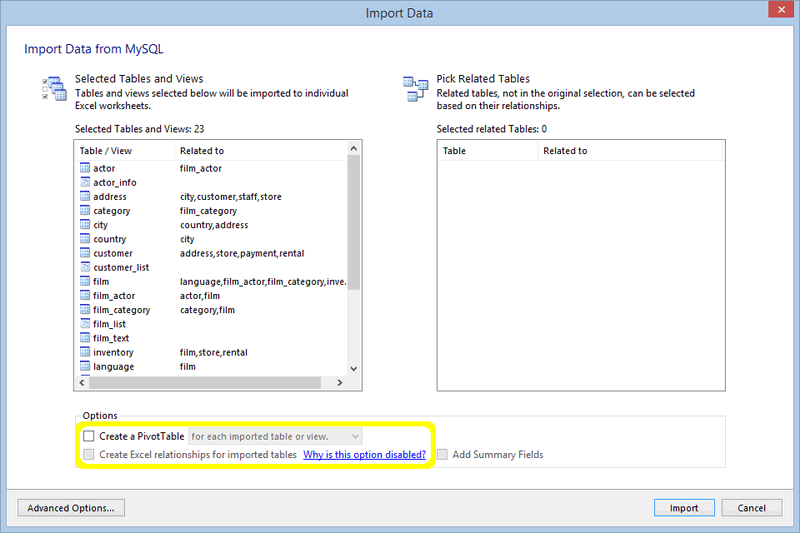 Import Data
Import Data from MySQL
Selected Tables and Views
Tables and views selected below will be imported to individual
Excel worksheets.
Selected Tables and Views: 23
Table / View Related to
actor film_actor
actor_info
address city,customer,staff,store
category film_category
city country,address
country city
customer address,store,payment,rental
customer_list
film language,film_actor,film_category,inve...
film_actor actor,film
film_category category,film
film_list
film_text
inventory film,store,rental
language film
Pick Related Tables
Related tables, not in the original selection, can be selected
based on their relationships.
Selected related Tables: 0
Table Related to
Options
Create a PivotTable for each imported table or view.
Create Excel relationships for imported tables Why is this option disabled? Add Summary Fields
Advanced Options... Import Cancel